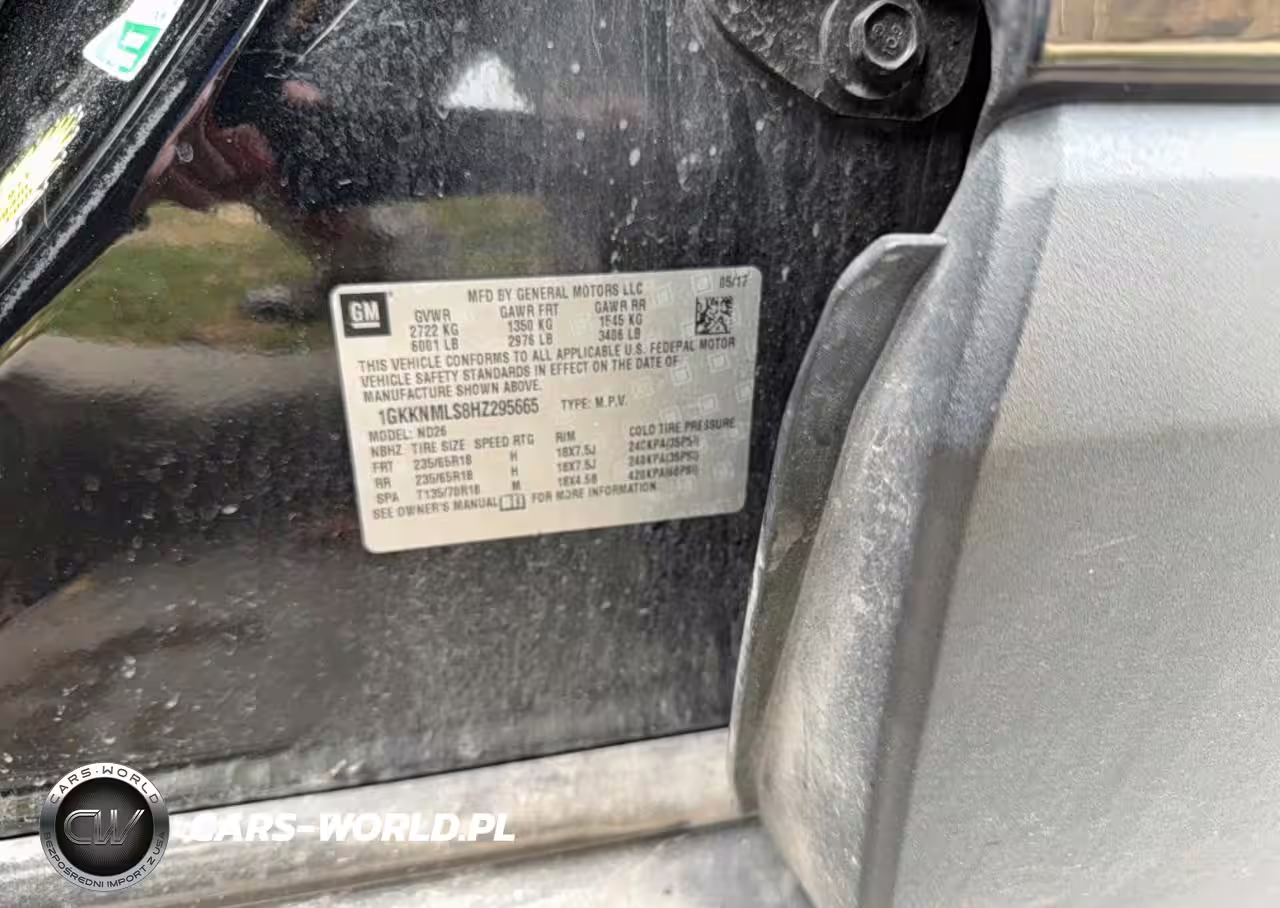 GM
MFD BY GENERAL MOTORS LLC
05/17
GVWR GAWR FRT GAWR RR
2722 KG 1350 KG 1545 KG
6001 LB 2976 LB 3406 LB
THIS VEHICLE CONFORMS TO ALL APPLICABLE U.S. FEDERAL MOTOR
VEHICLE SAFETY STANDARDS IN EFFECT ON THE DATE OF
MANUFACTURE SHOWN ABOVE.
1GKKNMLS8HZ295665 TYPE: M.P.V.
MODEL: ND26
NBHZ TIRE SIZE SPEED RTG RIM COLD TIRE PRESSURE
FRT 235/65R18 H 18X7.5J 240KPA(35PSI)
RR 235/65R18 H 18X7.5J 240KPA(35PSI)
SPA T135/70R18 M 18X4.5B 420KPA(60PSI)
SEE OWNER'S MANUAL FOR MORE INFORMATION
CARS-WORLD
CW
BEZPOŚREDNI IMPORT Z USA
CARS-WORLD.PL